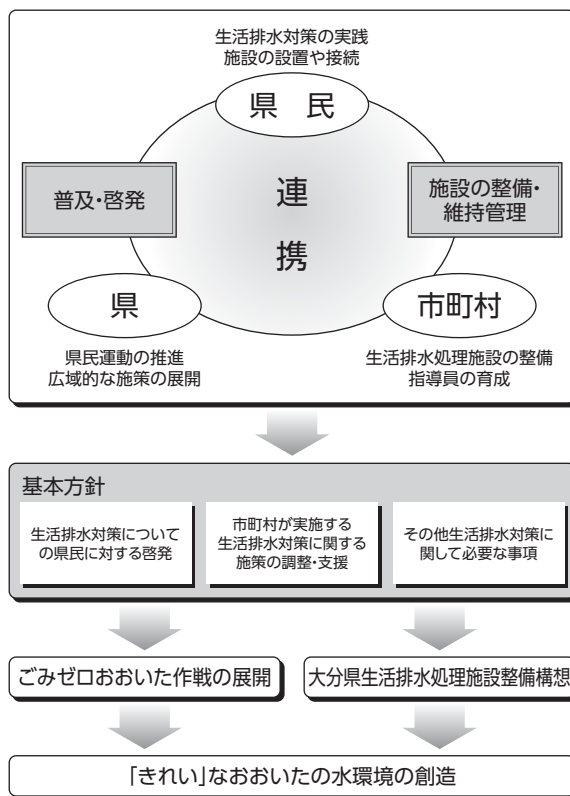 生活排水対策の実践
施設の設置や接続
県 民
連
携
普及・啓発
施設の整備・
維持管理
県
市町村
県民運動の推進
広域的な施策の展開
生活排水処理施設の整備
指導員の育成
基本方針
生活排水対策について
の県民に対する啓発
市町村が実施する
生活排水対策に関する
施策の調整・支援
その他生活排水対策に
関して必要な事項
ごみゼロおおいた作戦の展開
大分県生活排水処理施設整備構想
「きれい」なおおいたの水環境の創造